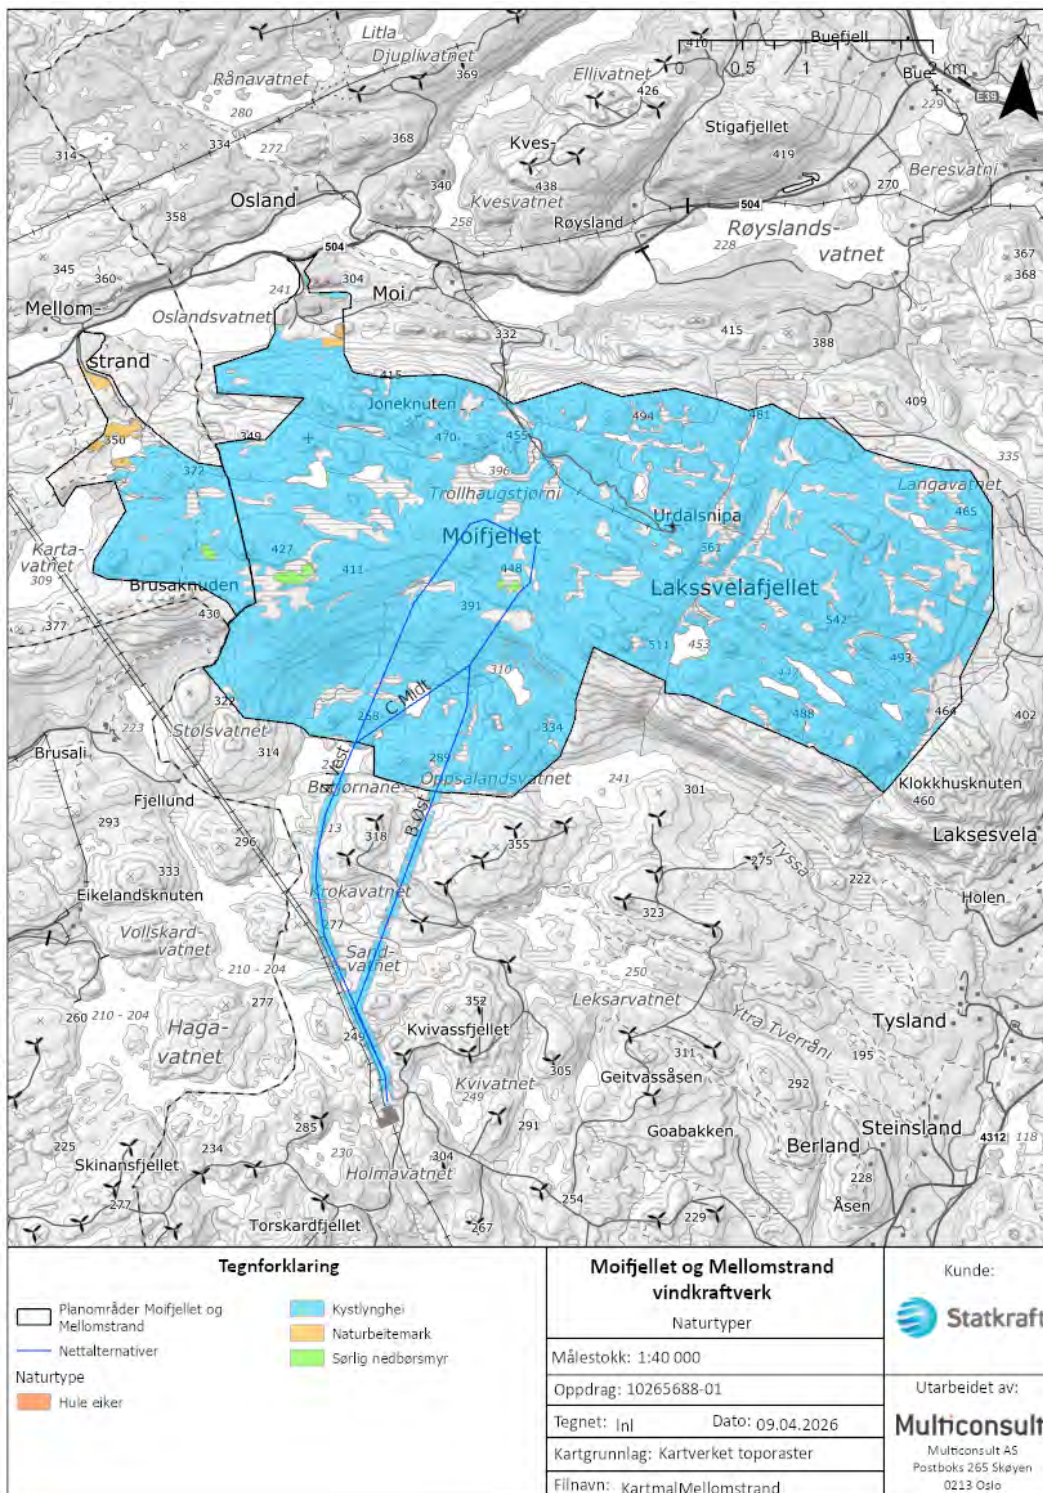 Litla
Djuplivatnet
369
Rånavatnet
280
334
272
314
368
Ellivatnet
426
416
Buefjell
0
0,5
1
2 km
Bue
229
E39
Stigafjellet
419
Kves-
438
Kvesvatnet
340
258
Osland
358
Røysland
504
270
Beresvatni
Røyslands-
vatnet
228
367
368
345
360
504
241
304
Moi
Mellom-
Oslandsvatnet
332
415
388
strand
415
Joneknuten
409
349
350
470
455
494
481
335
372
396
Trollhaugstjørni
Langavatnet
465
Urdalsnipa
Moifjellet
561
Karta-
vatnet
309
427
411
448
Lakssvelafjellet
Brusaknuden
391
542
430
377
511
453
493
310
447
322
C.Midt
258
488
464
402
223
Stølsvatnet
334
Brusali
314
A.Vest
289
Oppsalandsvatnet
241
Klokkhusknuten
460
Fjellund
301
B.Øst
293
318
355
Laksesvela
296
275
Tyssa
222
333
Eikelandsknuten
Krokavatnet
Holen
323
277
Vollskard-
vatnet
Sand-
vatnet
210 - 204
250
277
Leksarvatnet
260
210 - 204
352
Tysland
Haga-
vatnet
249
Kvivassfjellet
Ytra Tverråni
195
311
305
Geitvassåsen
Kvivatnet
249
292
285
291
Goabakken
Steinsland
225
234
Berland
4312
118
Skinansfjellet
230
304
Holmavatnet
228
277
254
Åsen
Torskardfjellet
267
229
Tegnforklaring
Planområder Moifjellet og
Mellomstrand
Nettalternativer
Naturtype
Hule eiker
Kystlynghei
Naturbeitemark
Sørlig nedbørsmyr
Moifjellet og Mellomstrand
vindkraftverk
Naturtyper
Målestokk: 1:40 000
Oppdrag: 10265688-01
Tegnet: lnl Dato: 09.04.2026
Kartgrunnlag: Kartverket toporaster
Filnavn: KartmalMellomstrand
Kunde:
Statkraft
Utarbeidet av:
Multiconsult
Multiconsult AS
Postboks 265 Skøyen
0213 Oslo